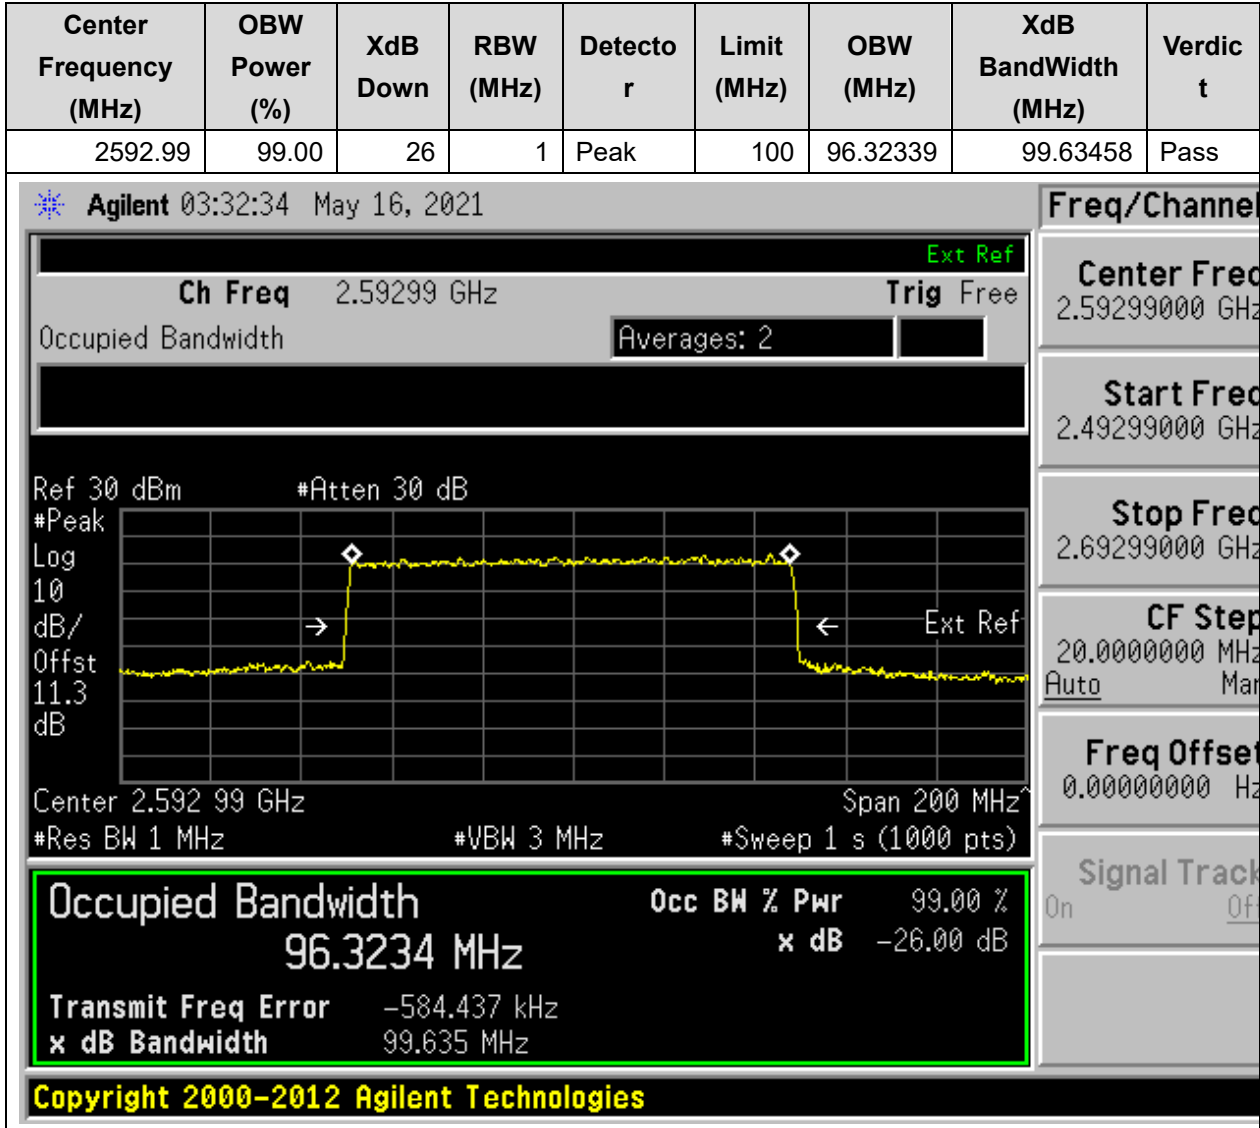 Center Frequency (MHz) OBW Power (%) XdB Down RBW (MHz) Detecto r Limit (MHz) OBW (MHz) XdB BandWidth (MHz) Verdic t
2592.99 99.00 26 1 Peak 100 96.32339 99.63458 Pass
Agilent 03:32:34 May 16, 2021
Freq/Channel
Ext Ref
Ch Freq 2.59299 GHz Trig Free
Occupied Bandwidth Averages: 2
Center Freq
2.59299000 GHz
Start Freq
2.49299000 GHz
Stop Freq
2.69299000 GHz
CF Step
20.0000000 MHz
Auto Man
Freq Offset
0.00000000 Hz
Signal Track
On Off
Ref 30 dBm #Atten 30 dB
#Peak
Log
10
dB/
Offst
11.3
dB
Ext Ref
Center 2.592 99 GHz Span 200 MHz^
#Res BW 1 MHz #VBW 3 MHz #Sweep 1 s (1000 pts)
Occupied Bandwidth
96.3234 MHz
Occ BW % Pwr 99.00 %
x dB -26.00 dB
Transmit Freq Error -584.437 kHz
x dB Bandwidth 99.635 MHz
Copyright 2000-2012 Agilent Technologies